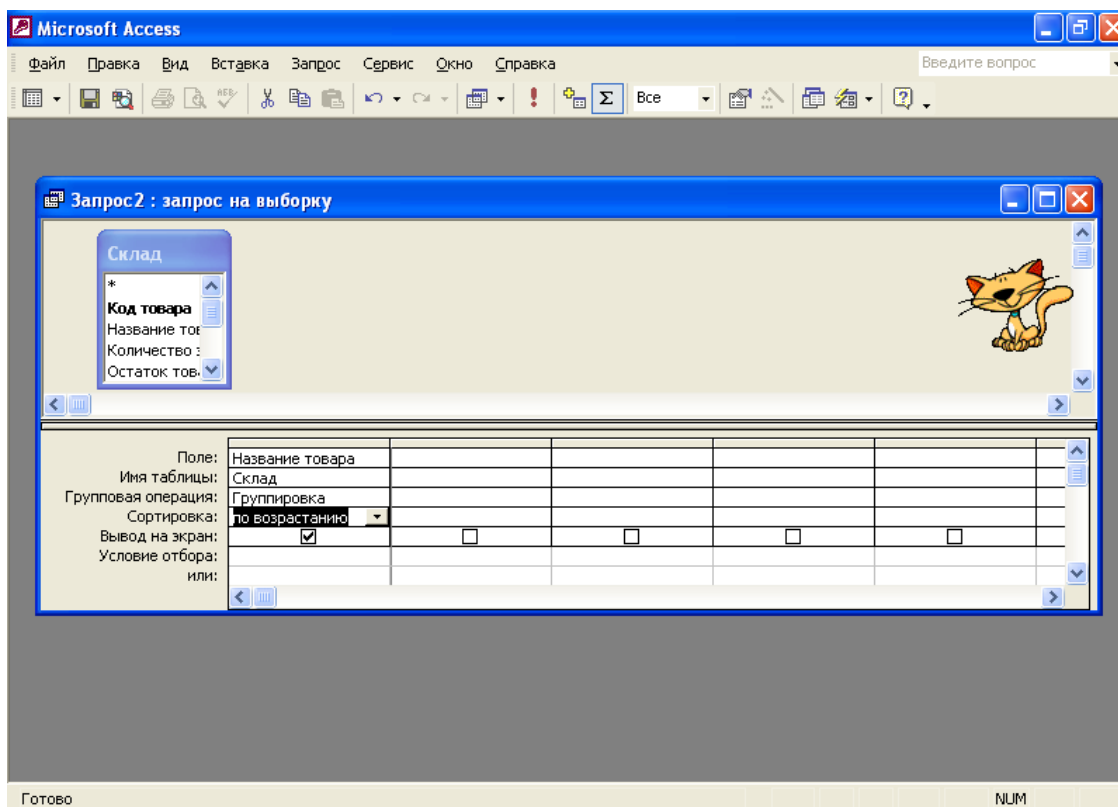 Microsoft Access
Файл Правка Вид Вставка Запрос Сервис Окно Справка Введите вопрос
Все
Запрос2 : запрос на выборку
Склад
*
Код товара
Название тов
Количество з
Остаток тов
Поле: Название товара
Имя таблицы: Склад
Групповая операция: Группировка
Сортировка: по возрастанию
Вывод на экран:
Условие отбора:
или:
Готово NUM